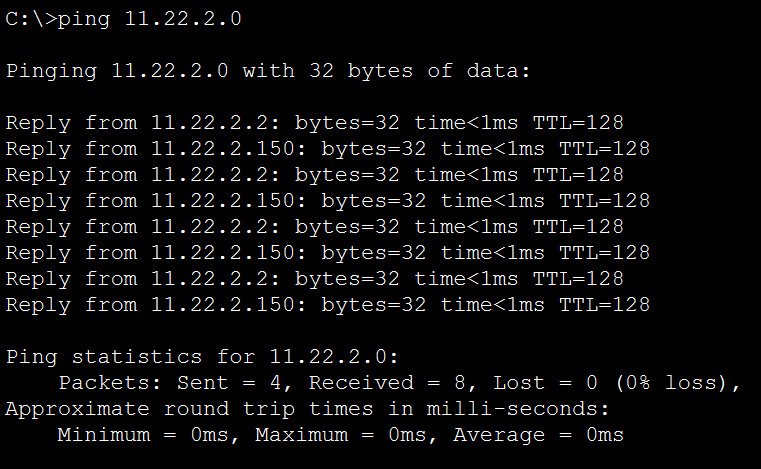 C:\>ping 11.22.2.0
Pinging 11.22.2.0 with 32 bytes of data:
Reply from 11.22.2.2: bytes=32 time<1ms TTL=128
Reply from 11.22.2.150: bytes=32 time<1ms TTL=128
Reply from 11.22.2.2: bytes=32 time<1ms TTL=128
Reply from 11.22.2.150: bytes=32 time<1ms TTL=128
Reply from 11.22.2.2: bytes=32 time<1ms TTL=128
Reply from 11.22.2.150: bytes=32 time<1ms TTL=128
Reply from 11.22.2.2: bytes=32 time<1ms TTL=128
Reply from 11.22.2.150: bytes=32 time<1ms TTL=128
Ping statistics for 11.22.2.0:
    Packets: Sent = 4, Received = 8, Lost = 0 (0% loss),
Approximate round trip times in milli-seconds:
    Minimum = 0ms, Maximum = 0ms, Average = 0ms